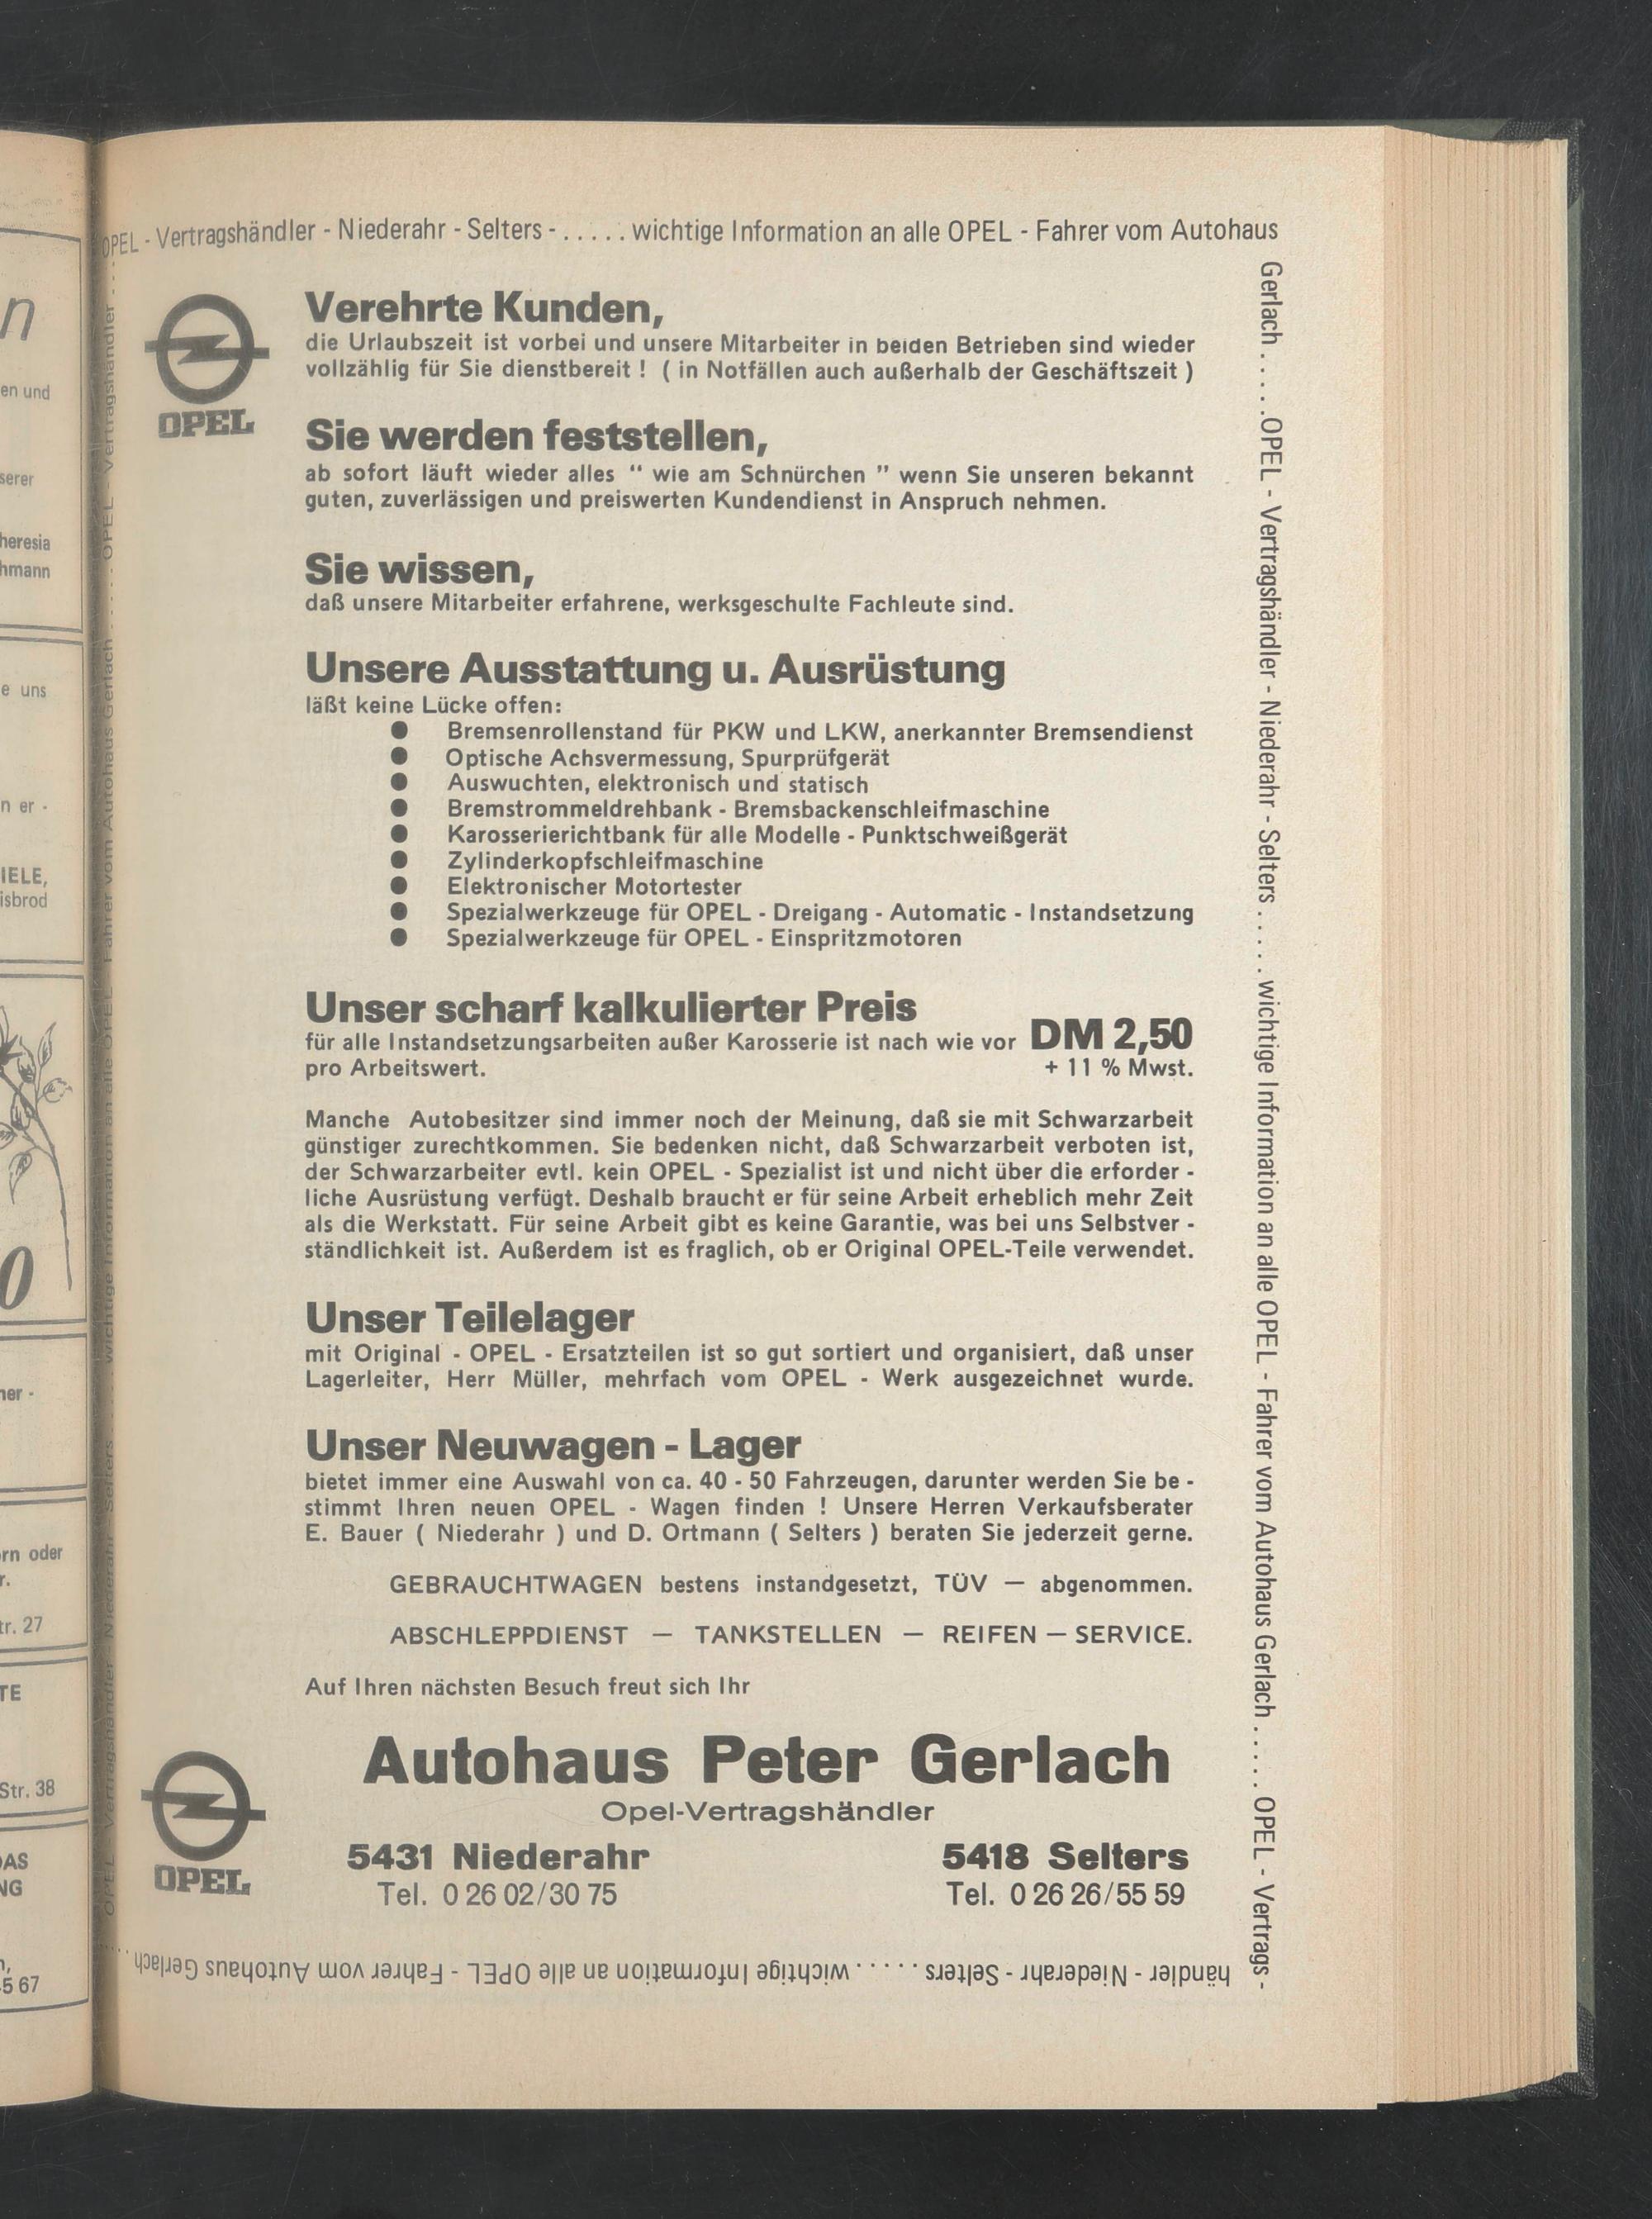 OPEL - Vertragshändler - Niederahr - Selters - . . . . . wichtige Information an alle OPEL - Fahrer vom Autohaus
Gerlach . . . . . OPEL - Vertragshändler - Niederahr - Selters . . . . . wichtige Information an alle OPEL - Fahrer vom Autohaus Gerlach . . . . . OPEL - Vertrags -
händler - Niederahr - Selters . . . . . . wichtige Information an alle OPEL - Fahrer vom Autohaus Gerlach . . .
OPEL
Verehrte Kunden,
die Urlaubszeit ist vorbei und unsere Mitarbeiter in beiden Betrieben sind wieder
vollzählig für Sie dienstbereit ! ( in Notfällen auch außerhalb der Geschäftszeit )
Sie werden feststellen,
ab sofort läuft wieder alles “ wie am Schnürchen ” wenn Sie unseren bekannt
guten, zuverlässigen und preiswerten Kundendienst in Anspruch nehmen.
Sie wissen,
daß unsere Mitarbeiter erfahrene, werksgeschulte Fachleute sind.
Unsere Ausstattung u. Ausrüstung
läßt keine Lücke offen:
● Bremsenrollenstand für PKW und LKW, anerkannter Bremsendienst
● Optische Achsvermessung, Spurprüfgerät
● Auswuchten, elektronisch und statisch
● Bremstrommeldrehbank - Bremsbackenschleifmaschine
● Karosserierichtbank für alle Modelle - Punktschweißgerät
● Zylinderkopfschleifmaschine
● Elektronischer Motortester
● Spezialwerkzeuge für OPEL - Dreigang - Automatic - Instandsetzung
● Spezialwerkzeuge für OPEL - Einspritzmotoren
Unser scharf kalkulierter Preis
für alle Instandsetzungsarbeiten außer Karosserie ist nach wie vor DM 2,50
pro Arbeitswert. + 11 % Mwst.
Manche Autobesitzer sind immer noch der Meinung, daß sie mit Schwarzarbeit
günstiger zurechtkommen. Sie bedenken nicht, daß Schwarzarbeit verboten ist,
der Schwarzarbeiter evtl. kein OPEL - Spezialist ist und nicht über die erforder -
liche Ausrüstung verfügt. Deshalb braucht er für seine Arbeit erheblich mehr Zeit
als die Werkstatt. Für seine Arbeit gibt es keine Garantie, was bei uns Selbstver -
ständlichkeit ist. Außerdem ist es fraglich, ob er Original OPEL-Teile verwendet.
Unser Teilelager
mit Original - OPEL - Ersatzteilen ist so gut sortiert und organisiert, daß unser
Lagerleiter, Herr Müller, mehrfach vom OPEL - Werk ausgezeichnet wurde.
Unser Neuwagen - Lager
bietet immer eine Auswahl von ca. 40 - 50 Fahrzeugen, darunter werden Sie be -
stimmt Ihren neuen OPEL - Wagen finden ! Unsere Herren Verkaufsberater
E. Bauer ( Niederahr ) und D. Ortmann ( Selters ) beraten Sie jederzeit gerne.
GEBRAUCHTWAGEN bestens instandgesetzt, TÜV — abgenommen.
ABSCHLEPPDIENST — TANKSTELLEN — REIFEN — SERVICE.
Auf Ihren nächsten Besuch freut sich Ihr
OPEL
Autohaus Peter Gerlach
Opel-Vertragshändler
5431 Niederahr
Tel. 0 26 02/30 75
5418 Selters
Tel. 0 26 26/55 59